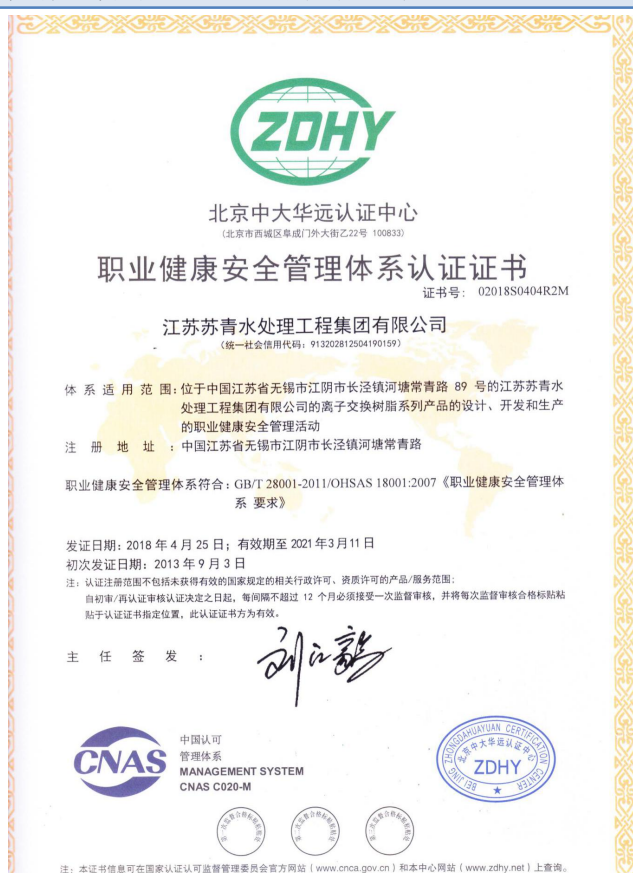 ZDHY
北京中大华远认证中心
(北京市西城区阜成门外大街乙22号 100833)
职业健康安全管理体系认证证书
证书号： 02018S0404R2M
江苏苏青水处理工程集团有限公司
(统一社会信用代码：913202812504190159)
体系适用范围：位于中国江苏省无锡市江阴市长泾镇河塘常青路 89 号的江苏苏青水
处理工程集团有限公司的离子交换树脂系列产品的设计、开发和生产
的职业健康安全管理活动
注册地址：中国江苏省无锡市江阴市长泾镇河塘常青路
职业健康安全管理体系符合：GB/T 28001-2011/OHSAS 18001:2007《职业健康安全管理体
系 要求》
发证日期：2018 年 4 月 25 日；有效期至 2021 年3月11 日
初次发证日期：2013 年 9 月 3 日
注：认证注册范围不包括未获得有效的国家规定的相关行政许可、资质许可的产品/服务范围;
自初审/再认证审核认证决定之日起，每间隔不超过 12 个月必须接受一次监督审核，并将每次监督审核合格标贴粘
贴于认证证书指定位置，此认证证书方为有效。
主任签发：
CNAS
中国认可
管理体系
MANAGEMENT SYSTEM
CNAS C020-M
BEI JING ZHONGDAHUAYUAN CERTIFICATION CENTER
北京中大华远认证中心
ZDHY
注：本证书信息可在国家认证认可监督管理委员会官方网站（www.cnca.gov.cn）和本中心网站（www.zdhy.net）上查询。